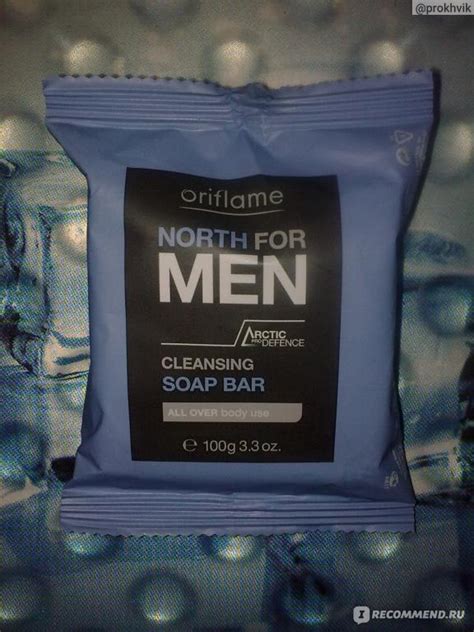 @prokhvik
oriflame
NORTH FOR
MEN
ARCTIC
PRO DEFENCE
CLEANSING
SOAP BAR
ALL OVER body use
e 100g 3.3 oz.
I RECOMMEND.RU